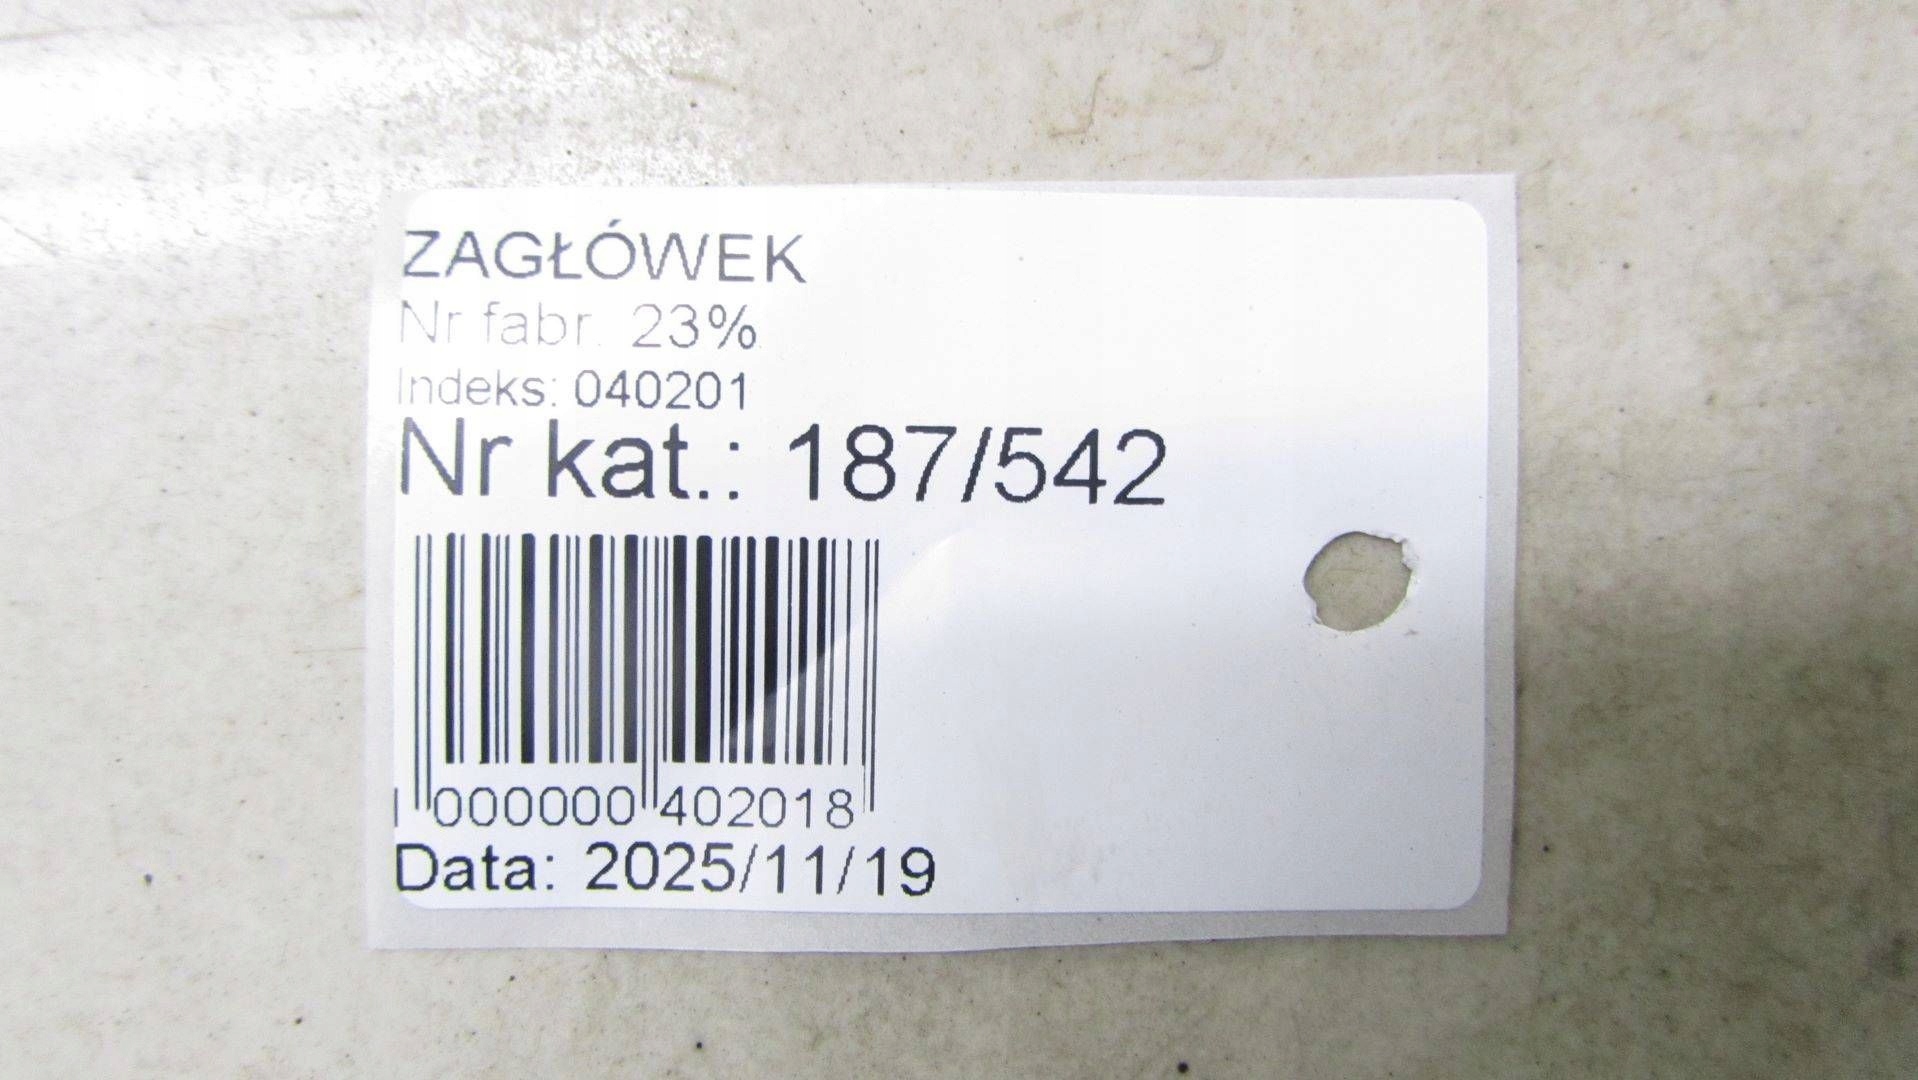 ZAGŁÓWEK
Nr fabr. 23%
Indeks: 040201
Nr kat.: 187/542
000000 402018
Data: 2025/11/19